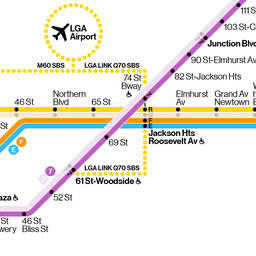 111 S
103 St-C
LGA
Airport
Junction Blvd
90 St-Elmhurst Av
M60 SBS
LGA LINK Q70 SBS
82 St-Jackson Hts
74 St
Bway
46 St
Northern
Blvd
65 St
Elmhurst
Av
Grand Av
Newtown
R
M
F
E
Jackson Hts
Roosevelt Av
St
F
E
69 St
LGA LINK Q70 SBS
7
61 St-Woodside
aza
52 St
46 St
Bliss St
St
wery